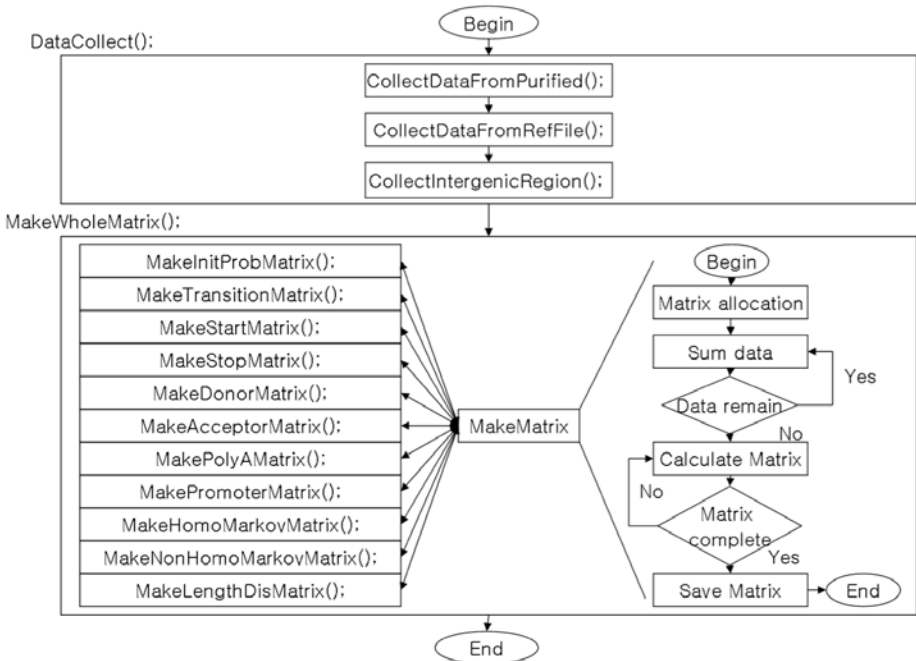 Begin
DataCollect();
CollectDataFromPurified();
CollectDataFromRefFile();
CollectIntergenicRegion();
MakeWholeMatrix();
MakeInitProbMatrix();
MakeTransitionMatrix();
MakeStartMatrix();
MakeStopMatrix();
MakeDonorMatrix();
MakeAcceptorMatrix();
MakePolyAMatrix();
MakePromoterMatrix();
MakeHomoMarkovMatrix();
MakeNonHomoMarkovMatrix();
MakeLengthDisMatrix();
MakeMatrix
Begin
Matrix allocation
Sum data
Yes
Data remain
No
Calculate Matrix
No
Matrix
complete
Yes
Save Matrix
End
End